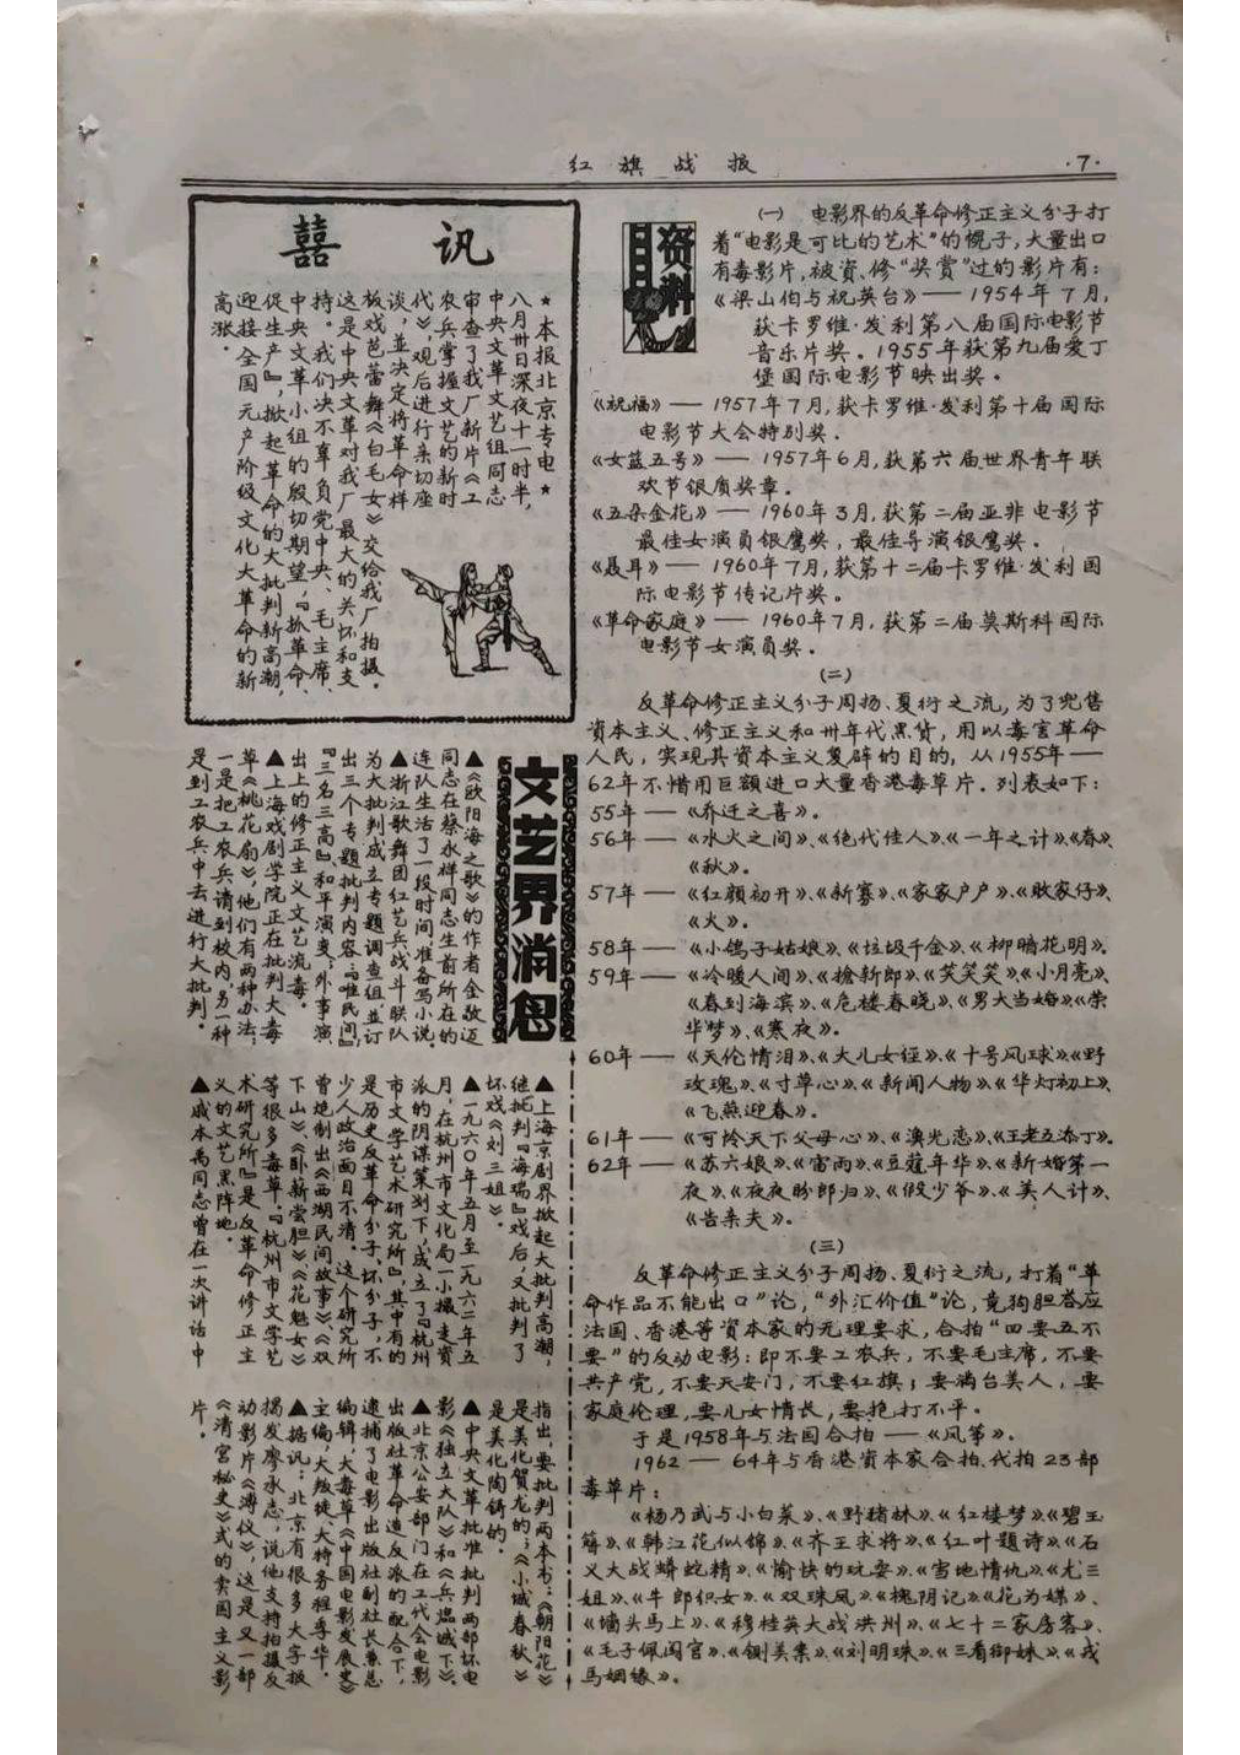 红旗战报
·7·
囍讯
★本报北京专电★
八月卅日深夜十一时半，
中央文革文艺组同志
审查了我厂新片《工
农兵掌握文艺的新时
代》，观后进行亲切座
谈，並决定将革命样
板戏芭蕾舞《白毛女》交给我厂拍摄。
这是中央文革对我厂最大的关怀和支
持。我们决不辜负党中央、毛主席、
中央文革小组的殷切期望，『抓革命、
促生产』，掀起革命的大批判新高潮，
迎接全国无产阶级文化大革命的新
高涨。
文艺界消息
▲《欧阳海之歌》的作者金敬迈
同志在蔡永祥同志生前所在的
连队生活了一段时间，准备写小说。
▲浙江歌舞团红艺兵战斗联队
为大批判成立专题调查组，並订
出三个专题批判内容：『唯民间』
『三名三高』、和平演变，外事演
出上的修正主义文艺流毒。
▲上海戏剧学院正在批判大毒
草《桃花扇》，他们有两种办法，
一是把工农兵请到校内，另一种
是到工农兵中去进行大批判。
▲上海京剧界掀起大批判高潮，
继批判『海瑞』戏后，又批判了
坏戏《刘三姐》。
▲一九六〇年五月至一九六二年五
月，在杭州市文化局一小撮走资
派的阴谋策划下，成立了『杭州
市文学艺术研究所』，其中有的
是历史反革命分子、坏分子，不
少人政治面目不清。这个研究所
曾炮制出《西湖民间故事》、《双
下山》、《卧薪尝胆》、《花魁女》
等很多毒草。『杭州市文学艺
术研究所』是反革命修正主
义的文艺黑阵地。
▲戚本禹同志曾在一次讲话中
指出，要批判两本书：《朝阳花》
是美化贺龙的；《小城春秋》
是美化陶铸的。
▲中央文革批准批判两部坏电
影《独立大队》和《兵临城下》。
▲北京公安部门在工代会电影
出版社革命造反派的配合下，
逮捕了电影出版社副社长兼总
编辑，大毒草《中国电影发展史》
主编，大叛徒、大特务程季华。
▲据讯：北京有很多大字报
揭发廖承志，说他支持拍摄反
动影片《溥仪》，这是又一部
《清宫秘史》式的卖国主义影
片。
资料
(一) 电影界的反革命修正主义分子打
着“电影是可比的艺术”的幌子，大量出口
有毒影片，被资、修“奖赏”过的影片有：
《梁山伯与祝英台》—— 1954年7月，
获卡罗维·发利第八届国际电影节
音乐片奖。1955年获第九届爱丁
堡国际电影节映出奖。
《祝福》—— 1957年7月，获卡罗维·发利第十届国际
电影节大会特别奖。
《女篮五号》—— 1957年6月，获第六届世界青年联
欢节银质奖章。
《五朵金花》—— 1960年3月，获第二届亚非电影节
最佳女演员银鹰奖，最佳导演银鹰奖。
《聂耳》—— 1960年7月，获第十二届卡罗维·发利国
际电影节传记片奖。
《革命家庭》—— 1960年7月，获第二届莫斯科国际
电影节女演员奖。
(二)
反革命修正主义分子周扬、夏衍之流，为了兜售
资本主义、修正主义和卅年代黑货，用以毒害革命
人民，实现其资本主义复辟的目的，从1955年——
62年不惜用巨额进口大量香港毒草片。列表如下：
55年——《乔迁之喜》。
56年——《水火之间》、《绝代佳人》、《一年之计》、《春》、
《秋》。
57年——《红颜初开》、《新寡》、《家家户户》、《败家仔》、
《火》。
58年——《小鸽子姑娘》、《垃圾千金》、《柳暗花明》。
59年——《冷暖人间》、《搶新郎》、《笑笑笑》、《小月亮》、
《春到海滨》、《危楼春晓》、《男大当婚》、《荣
华梦》、《寒夜》。
60年——《天伦情泪》、《大儿女经》、《十号风球》、《野
玫瑰》、《寸草心》、《新闻人物》、《华灯初上》、
《飞燕迎春》。
61年——《可怜天下父母心》、《渔光恋》、《王老五添丁》。
62年——《苏六娘》、《雷雨》、《豆蔻年华》、《新婚第一
夜》、《夜夜盼郎归》、《假少爷》、《美人计》、
《告亲夫》。
(三)
反革命修正主义分子周扬、夏衍之流，打着“革
命作品不能出口”论，“外汇价值”论，竟狗胆答应
法国、香港等资本家的无理要求，合拍“四要五不
要”的反动电影：即不要工农兵，不要毛主席，不要
共产党，不要天安门，不要红旗；要满台美人，要
家庭伦理，要儿女情长，要抱打不平。
于是1958年与法国合拍——《风筝》。
1962——64年与香港资本家合拍、代拍23部
毒草片：
《杨乃武与小白菜》、《野猪林》、《红楼梦》、《碧玉
簪》、《韩江花似锦》、《齐王求将》、《红叶题诗》、《石
义大战蟒蛇精》、《愉快的玩耍》、《雪地情仇》、《尤三
姐》、《牛郎织女》、《双珠凤》、《槐阴记》、《花为媒》、
《墙头马上》、《穆桂英大战洪州》、《七十二家房客》、
《毛子佩闯宫》、《铡美案》、《刘明珠》、《三看御妹》、《戎
马姻缘》。